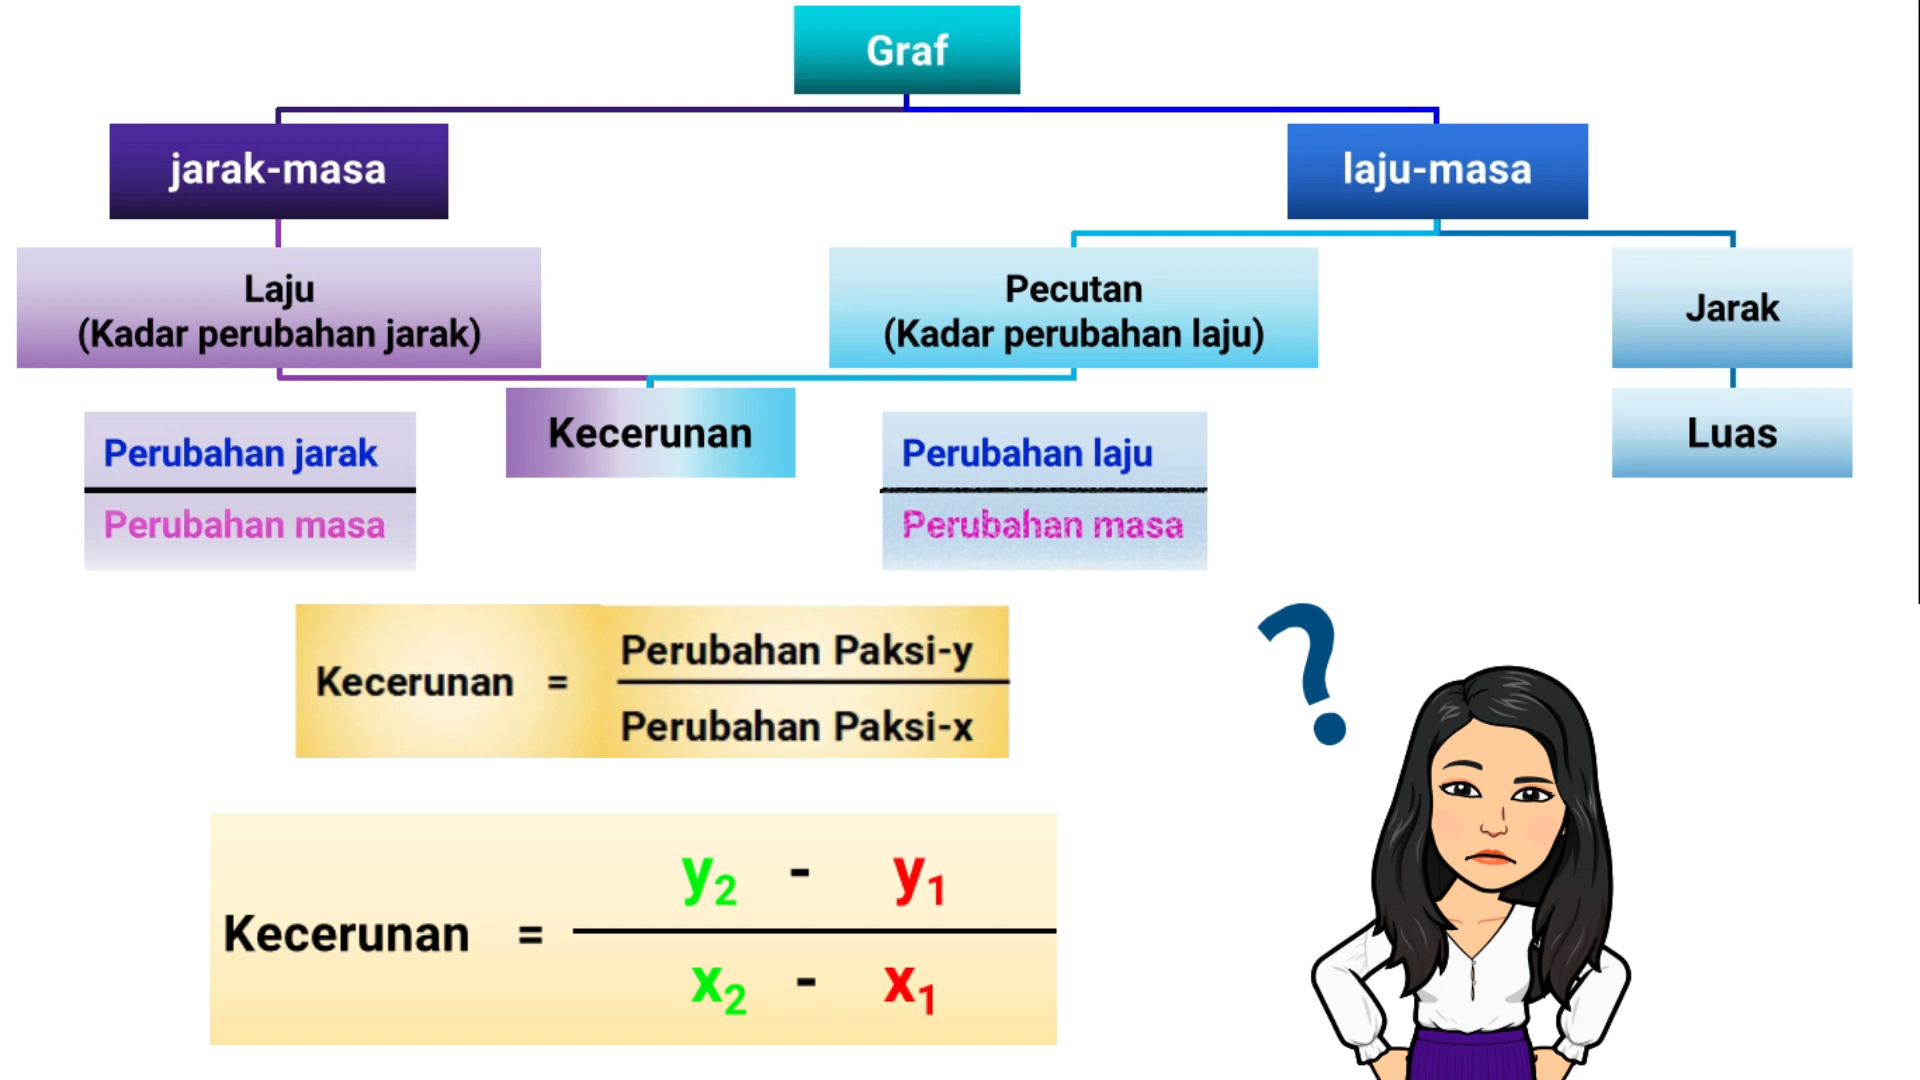 Graf
jarak-masa
laju-masa
Laju
(Kadar perubahan jarak)
Pecutan
(Kadar perubahan laju)
Jarak
Kecerunan
Luas
Perubahan jarak
Perubahan masa
Perubahan laju
Perubahan masa
Kecerunan = Perubahan Paksi-y
Perubahan Paksi-x
y₂ - y₁
Kecerunan =
x₂ - x₁
?